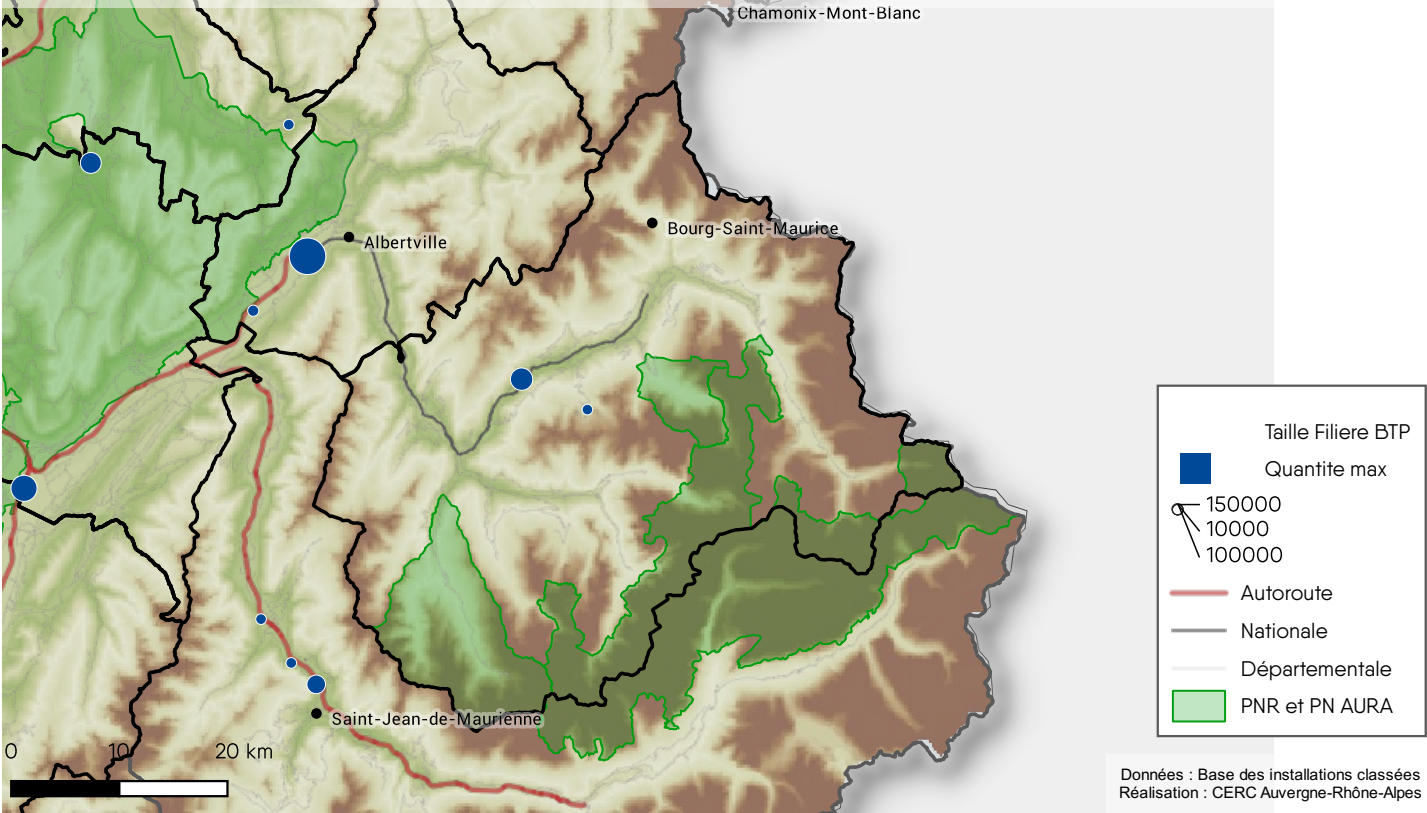 Chamonix-Mont-Blanc
Bourg-Saint-Maurice
Albertville
Saint-Jean-de-Maurienne
0 10 20 km
Taille Filiere BTP
Quantite max
150000
10000
100000
Autoroute
Nationale
Départementale
PNR et PN AURA
Données : Base des installations classées
Réalisation : CERC Auvergne-Rhône-Alpes